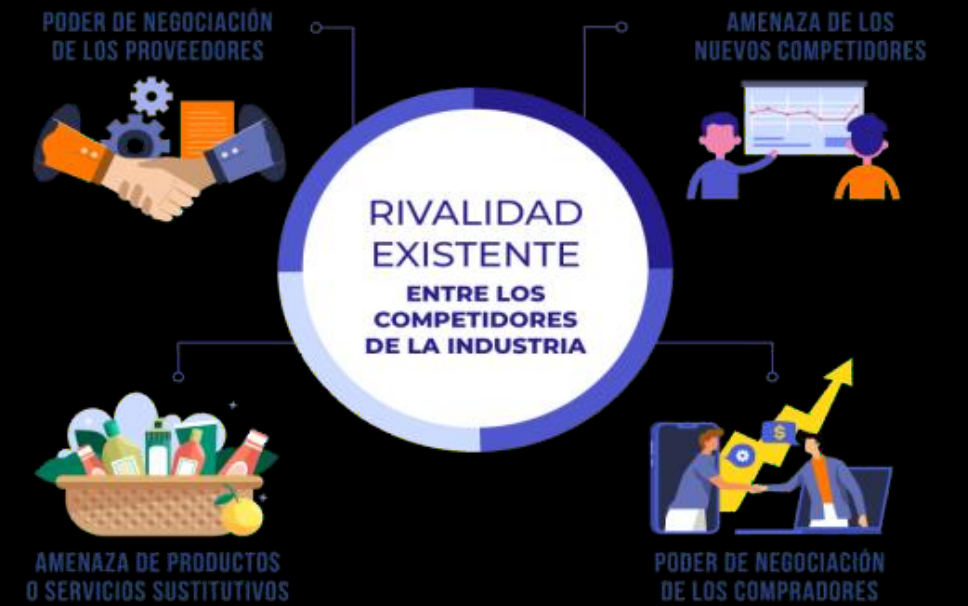 PODER DE NEGOCIACIÓN
DE LOS PROVEEDORES
AMENAZA DE LOS
NUEVOS COMPETIDORES
RIVALIDAD
EXISTENTE
ENTRE LOS
COMPETIDORES
DE LA INDUSTRIA
$
AMENAZA DE PRODUCTOS
O SERVICIOS SUSTITUTIVOS
PODER DE NEGOCIACIÓN
DE LOS COMPRADORES